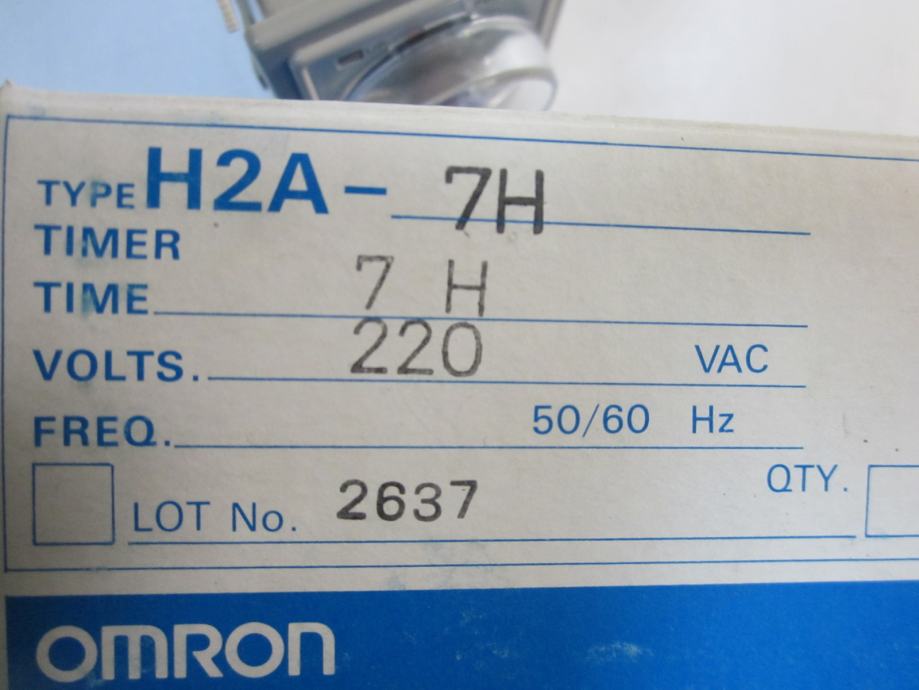 TYPE H2A- 7H
TIMER
TIME 7 H
VOLTS. 220 VAC
FREQ. 50/60 Hz
LOT No. 2637 QTY.
OMRON